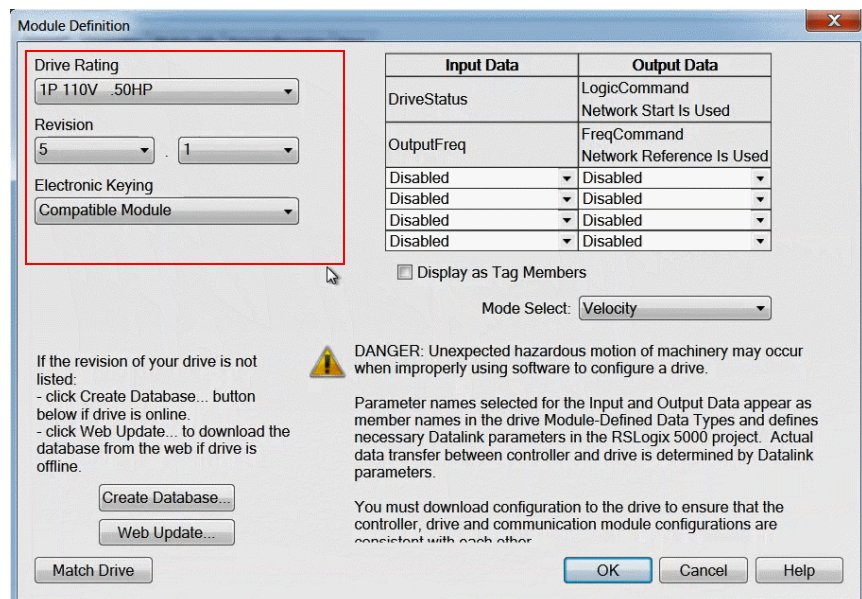 Module Definition
X
Drive Rating
1P 110V .50HP
Revision
5 . 1
Electronic Keying
Compatible Module
Input Data Output Data
DriveStatus LogicCommand
Network Start Is Used
OutputFreq FreqCommand
Network Reference Is Used
Disabled Disabled
Disabled Disabled
Disabled Disabled
Disabled Disabled
Display as Tag Members
Mode Select: Velocity
If the revision of your drive is not
listed:
- click Create Database... button
below if drive is online.
- click Web Update... to download the
database from the web if drive is
offline.
Create Database...
Web Update...
Match Drive
DANGER: Unexpected hazardous motion of machinery may occur
when improperly using software to configure a drive.
Parameter names selected for the Input and Output Data appear as
member names in the drive Module-Defined Data Types and defines
necessary Datalink parameters in the RSLogix 5000 project. Actual
data transfer between controller and drive is determined by Datalink
parameters.
You must download configuration to the drive to ensure that the
controller, drive and communication module configurations are
consistent with each other
OK Cancel Help